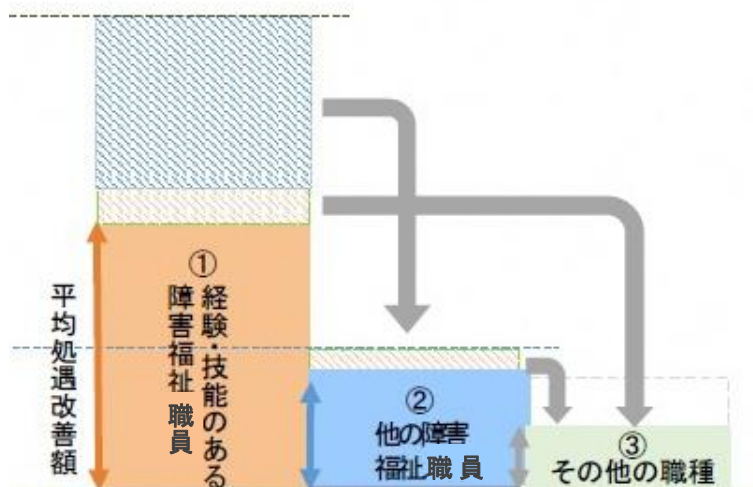 平均処遇改善額
①
経験・技能のある
障害福祉職員
②
他の障害
福祉職員
③
その他の職種